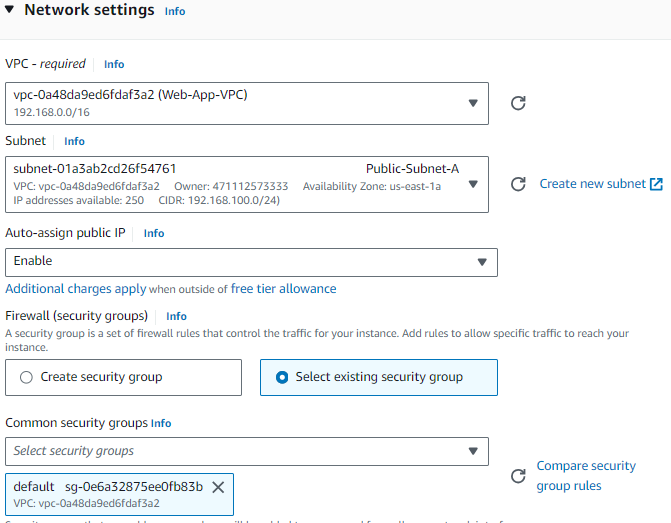 Network settings Info
VPC - required Info
vpc-0a48da9ed6fdaf3a2 (Web-App-VPC)
192.168.0.0/16
Subnet Info
subnet-01a3ab2cd26f54761 Public-Subnet-A
VPC: vpc-0a48da9ed6fdaf3a2 Owner: 471112573333 Availability Zone: us-east-1a
IP addresses available: 250 CIDR: 192.168.100.0/24)
Create new subnet
Auto-assign public IP Info
Enable
Additional charges apply when outside of free tier allowance
Firewall (security groups) Info
A security group is a set of firewall rules that control the traffic for your instance. Add rules to allow specific traffic to reach your
instance.
Create security group
Select existing security group
Common security groups Info
Select security groups
default sg-0e6a32875ee0fb83b
VPC: vpc-0a48da9ed6fdaf3a2
Compare security
group rules